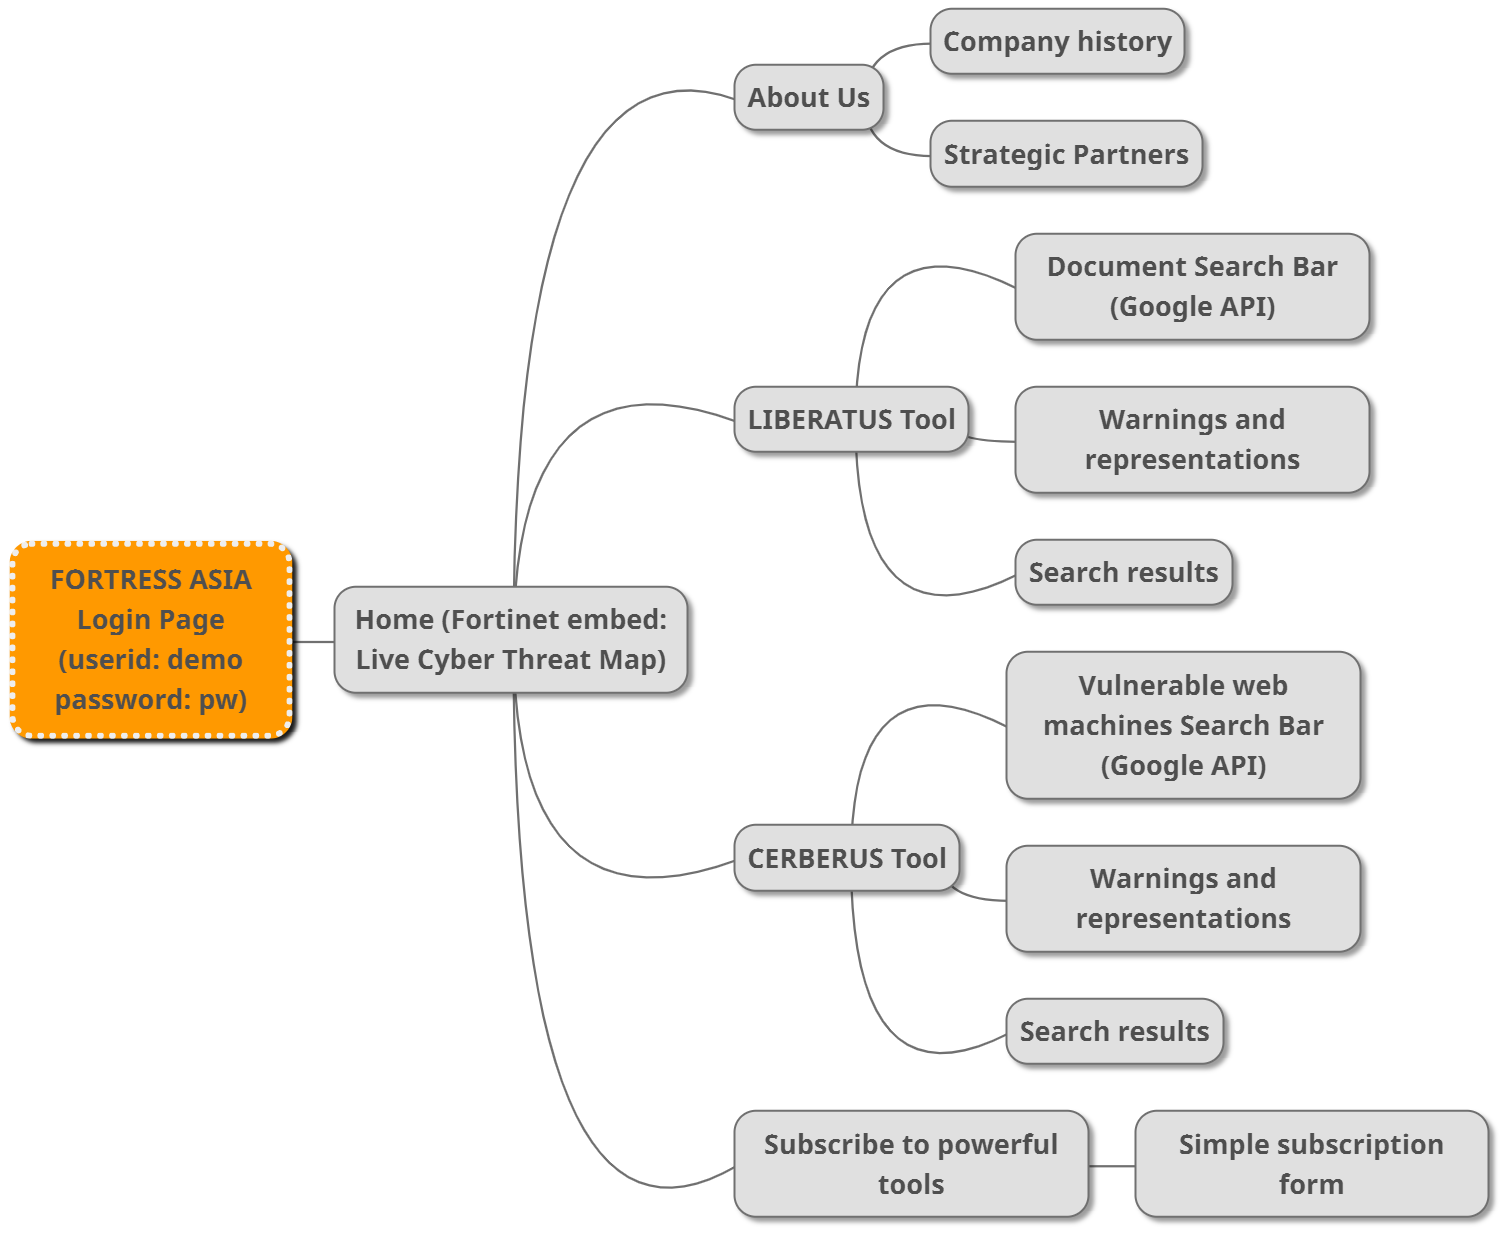 FORTRESS ASIA
Login Page
(userid: demo
password: pw)
Home (Fortinet embed:
Live Cyber Threat Map)
About Us
Company history
Strategic Partners
LIBERATUS Tool
Document Search Bar
(Google API)
Warnings and
representations
Search results
CERBERUS Tool
Vulnerable web
machines Search Bar
(Google API)
Warnings and
representations
Search results
Subscribe to powerful
tools
Simple subscription
form